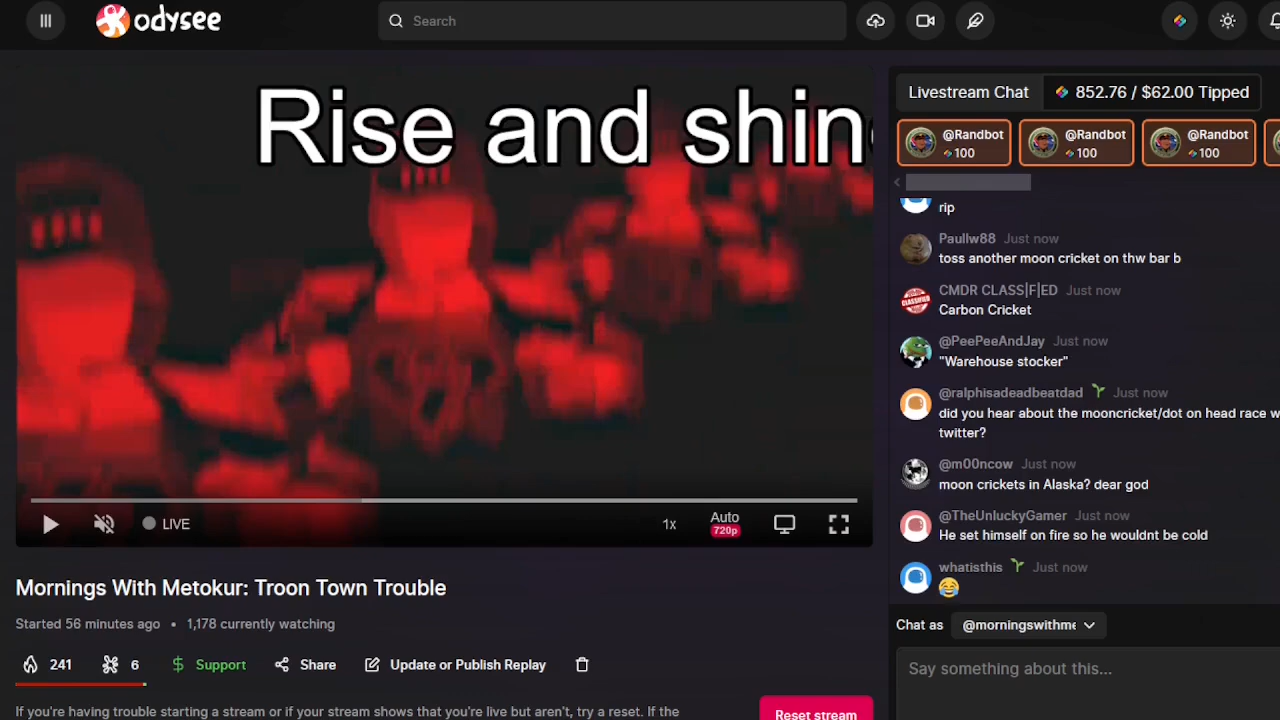 odysee
Search
Rise and shin
Livestream Chat
852.76 / $62.00 Tipped
@Randbot
100
@Randbot
100
@Randbot
100
rip
Paullw88 Just now
toss another moon cricket on thw bar b
CMDR CLASS|F|ED Just now
Carbon Cricket
@PeePeeAndJay Just now
"Warehouse stocker"
@ralphisadeadbeatdad Just now
did you hear about the mooncricket/dot on head race w
twitter?
@m00ncow Just now
moon crickets in Alaska? dear god
@TheUnluckyGamer Just now
He set himself on fire so he wouldnt be cold
whatisthis Just now
😂
Chat as @morningswithme
Say something about this...
LIVE
1x
Auto
720p
Mornings With Metokur: Troon Town Trouble
Started 56 minutes ago • 1,178 currently watching
241 6 $ Support Share Update or Publish Replay
If you're having trouble starting a stream or if your stream shows that you're live but aren't, try a reset. If the
Reset stream